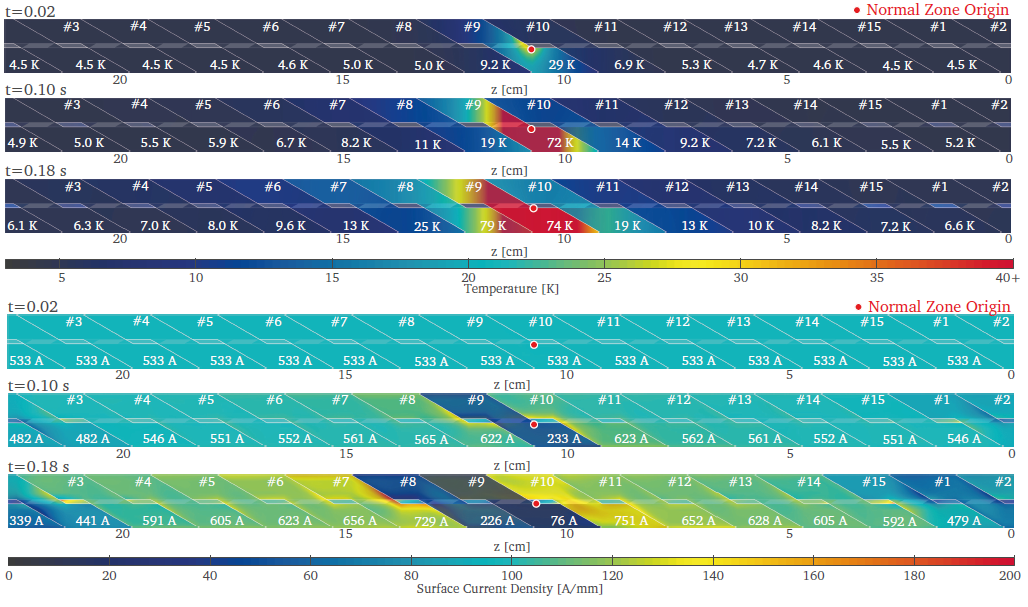 t=0.02
• Normal Zone Origin
#3 #4 #5 #6 #7 #8 #9 #10 #11 #12 #13 #14 #15 #1 #2
4.5 K 4.5 K 4.5 K 4.5 K 4.6 K 5.0 K 5.0 K 9.2 K 29 K 6.9 K 5.3 K 4.7 K 4.6 K 4.5 K 4.5 K
20 15 10 5 0
z [cm]
t=0.10 s
#3 #4 #5 #6 #7 #8 #9 #10 #11 #12 #13 #14 #15 #1 #2
4.9 K 5.0 K 5.5 K 5.9 K 6.7 K 8.2 K 11 K 19 K 72 K 14 K 9.2 K 7.2 K 6.1 K 5.5 K 5.2 K
20 15 10 5 0
z [cm]
t=0.18 s
#3 #4 #5 #6 #7 #8 #9 #10 #11 #12 #13 #14 #15 #1 #2
6.1 K 6.3 K 7.0 K 8.0 K 9.6 K 13 K 25 K 79 K 74 K 19 K 13 K 10 K 8.2 K 7.2 K 6.6 K
20 15 10 5 0
z [cm]
5 10 15 20 25 30 35 40+
Temperature [K]
t=0.02
• Normal Zone Origin
#3 #4 #5 #6 #7 #8 #9 #10 #11 #12 #13 #14 #15 #1 #2
533 A 533 A 533 A 533 A 533 A 533 A 533 A 533 A 533 A 533 A 533 A 533 A 533 A 533 A 533 A
20 15 10 5 0
z [cm]
t=0.10 s
#3 #4 #5 #6 #7 #8 #9 #10 #11 #12 #13 #14 #15 #1 #2
482 A 482 A 546 A 551 A 552 A 561 A 565 A 622 A 233 A 623 A 562 A 561 A 552 A 551 A 546 A
20 15 10 5 0
z [cm]
t=0.18 s
#3 #4 #5 #6 #7 #8 #9 #10 #11 #12 #13 #14 #15 #1 #2
339 A 441 A 591 A 605 A 623 A 656 A 729 A 226 A 76 A 751 A 652 A 628 A 605 A 592 A 479 A
20 15 10 5 0
z [cm]
0 20 40 60 80 100 120 140 160 180 200
Surface Current Density [A/mm]